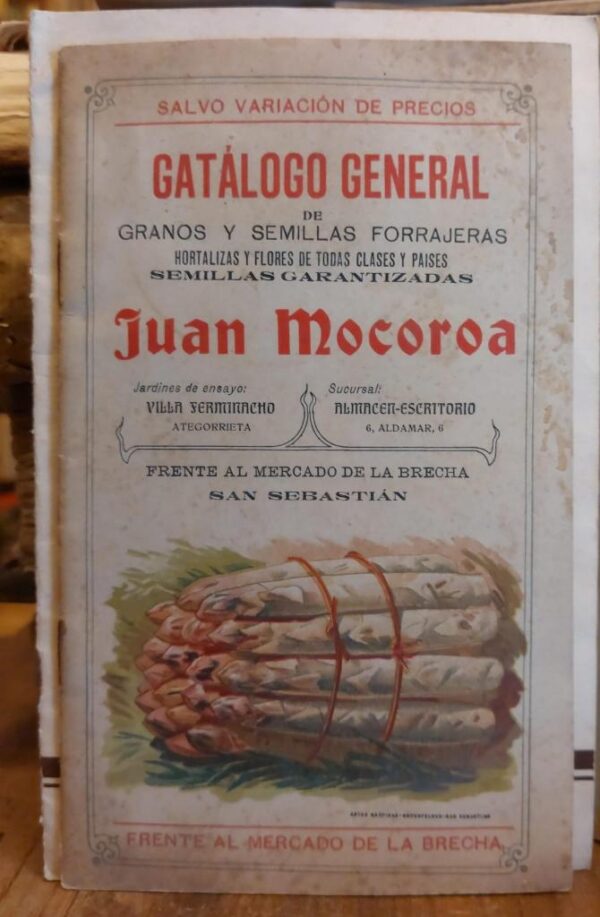 SALVO VARIACIÓN DE PRECIOS
GATÁLOGO GENERAL
DE
GRANOS Y SEMILLAS FORRAJERAS
HORTALIZAS Y FLORES DE TODAS CLASES Y PAISES
SEMILLAS GARANTIZADAS
Juan Mocoroa
Jardines de ensayo:
VILLA FERMINACHO
ATEGORRIETA
Sucursal:
ALMACEN-ESCRITORIO
6, ALDAMAR, 6
FRENTE AL MERCADO DE LA BRECHA
SAN SEBASTIÁN
FRENTE AL MERCADO DE LA BRECHA